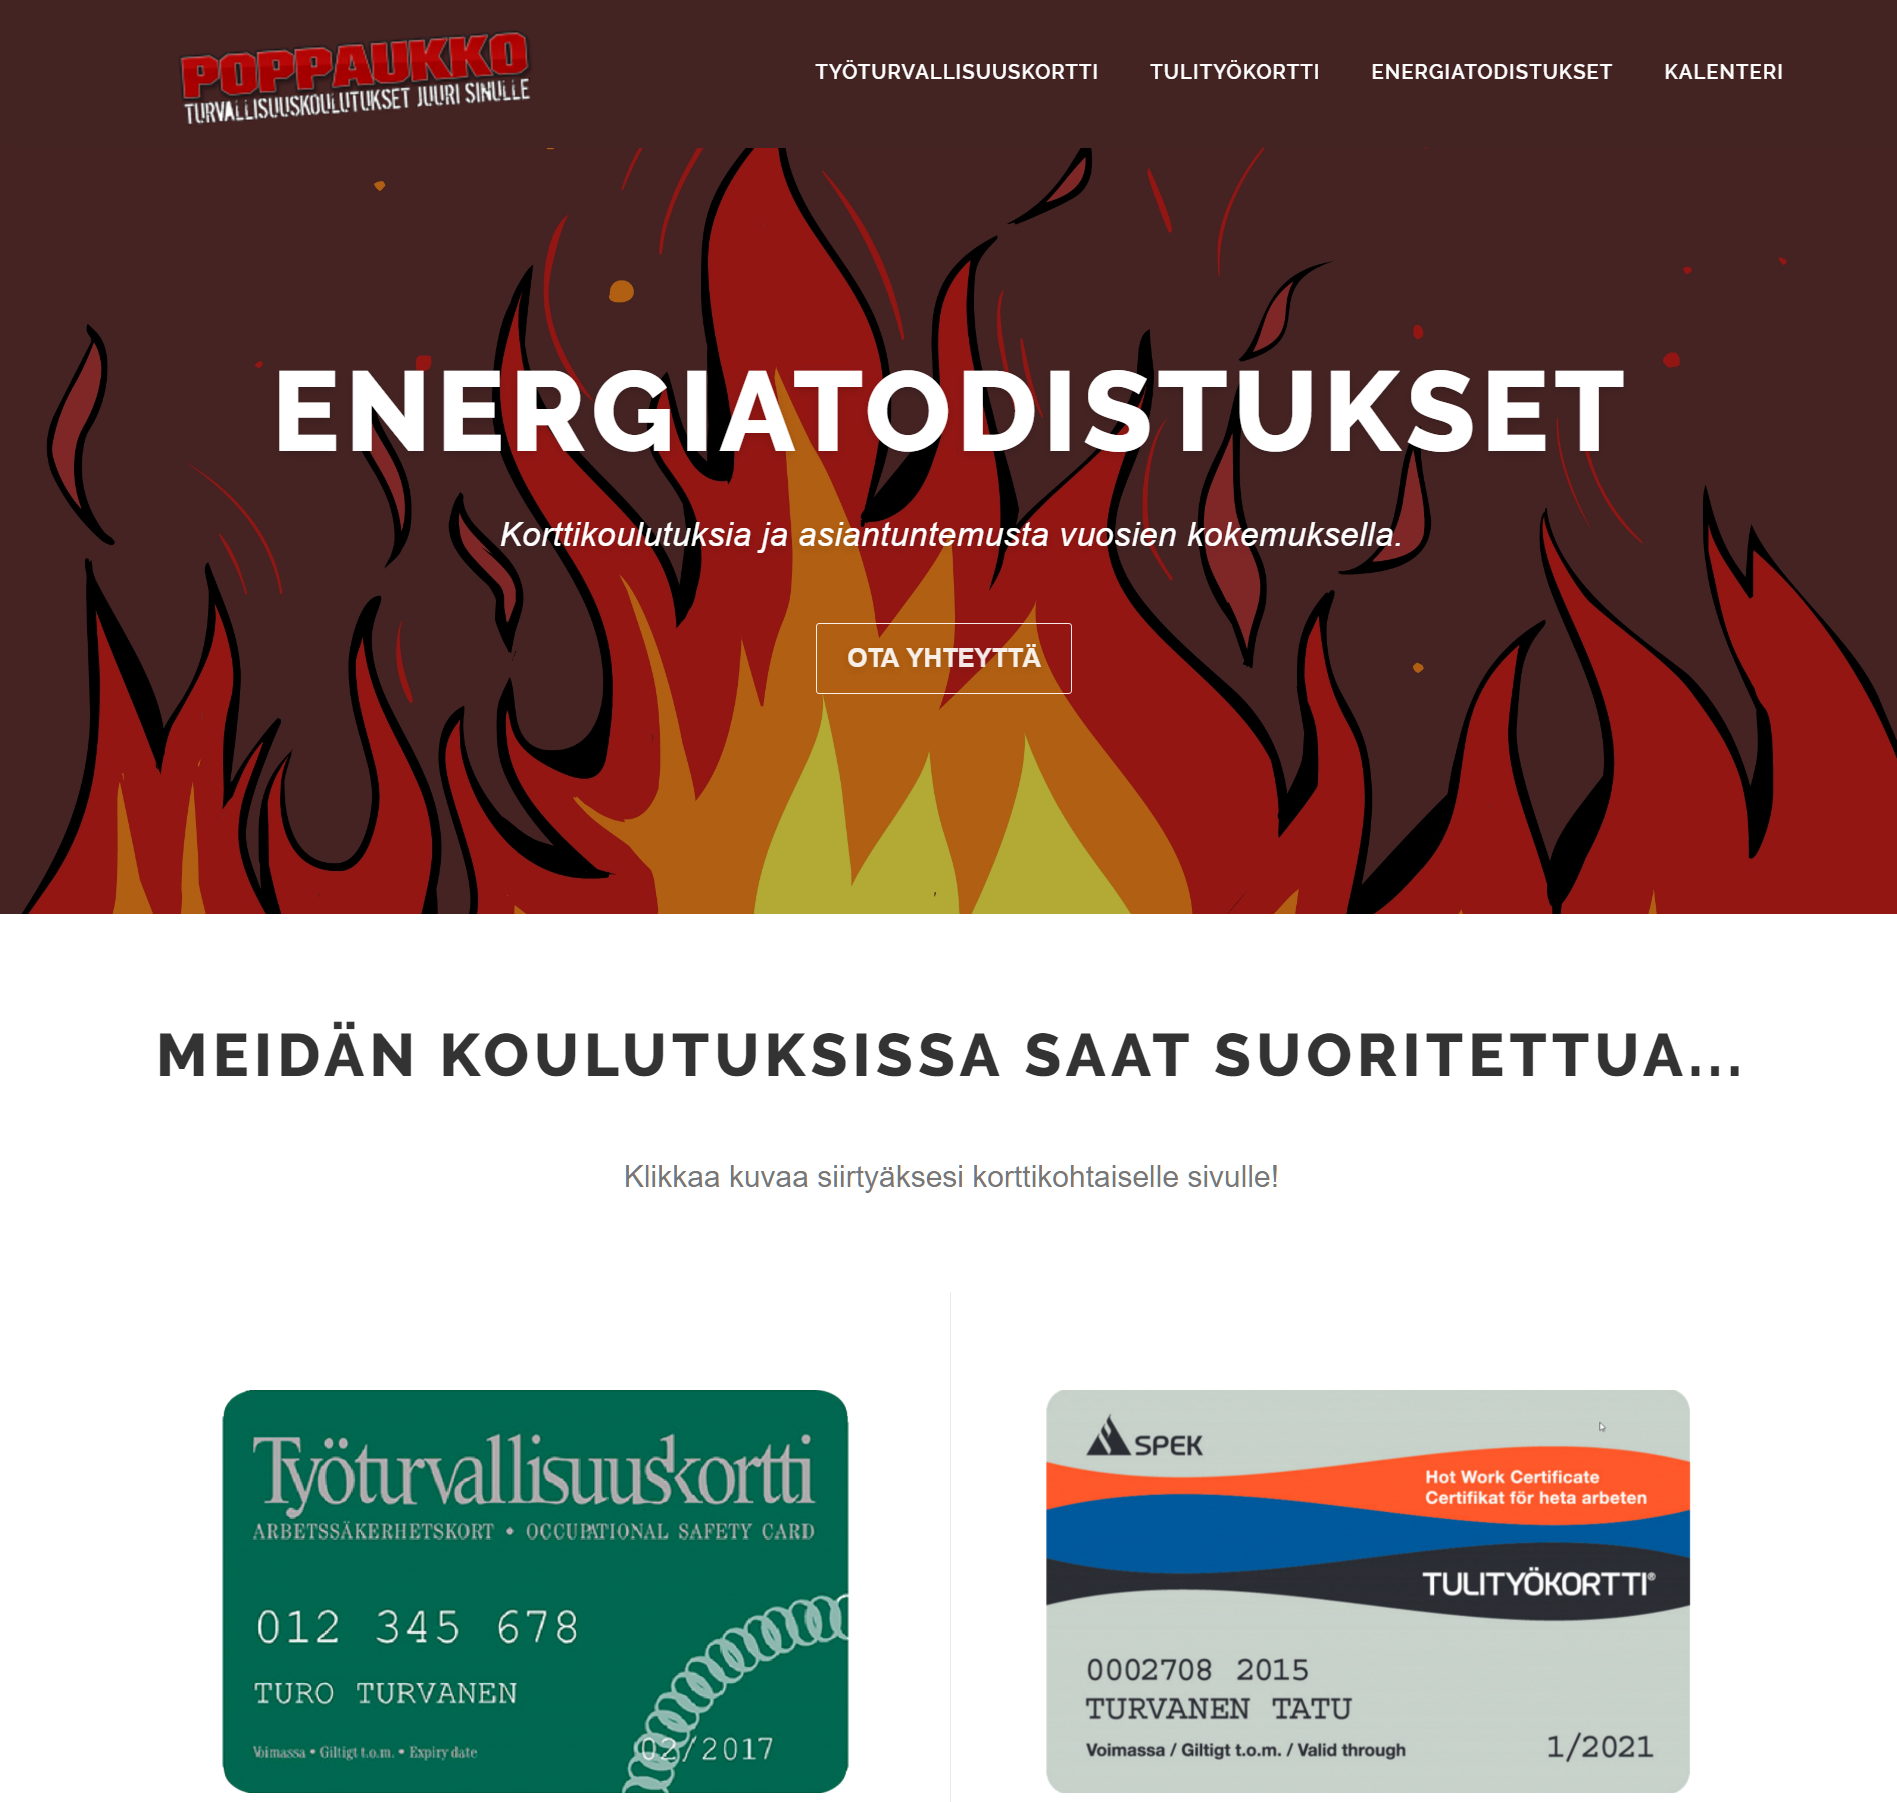 POPPAUKKO
TURVALLISUUSKOULUTUKSET JUURI SINULLE
TYÖTURVALLISUUSKORTTI
TULITYÖKORTTI
ENERGIATODISTUKSET
KALENTERI
ENERGIATODISTUKSET
Korttikoulutuksia ja asiantuntemusta vuosien kokemuksella.
OTA YHTEYTTÄ
MEIDÄN KOULUTUKSISSA SAAT SUORITETTUA...
Klikkaa kuvaa siirtyäksesi korttikohtaiselle sivulle!
Työturvallisuuskortti
ARBETSSÄKERHETSKORT • OCCUPATIONAL SAFETY CARD
012 345 678
TURO TURVANEN
Voimassa • Giltigt t.o.m. • Expiry date
02/2017
SPEK
Hot Work Certificate
Certifikat för heta arbeten
TULITYÖKORTTI®
0002708 2015
TURVANEN TATU
Voimassa / Giltigt t.o.m. / Valid through
1/2021